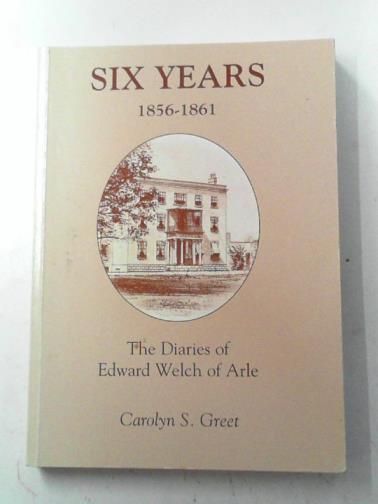 SIX YEARS
1856-1861
The Diaries of
Edward Welch of Arle
Carolyn S. Greet